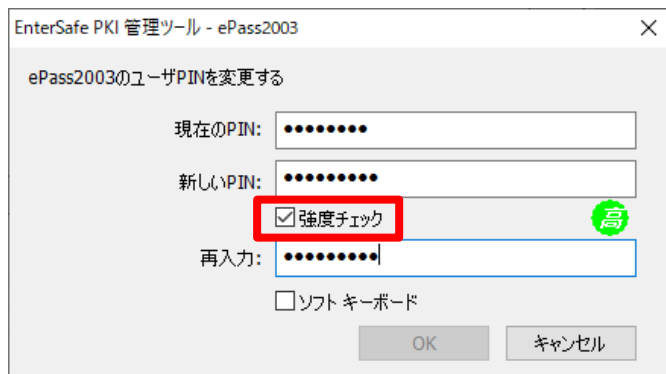 EnterSafe PKI 管理ツール - ePass2003
ePass2003のユーザPINを変更する
現在のPIN: ●●●●●●●●
新しいPIN: ●●●●●●●●●
強度チェック 高
再入力: ●●●●●●●●●
ソフト キーボード
OK キャンセル